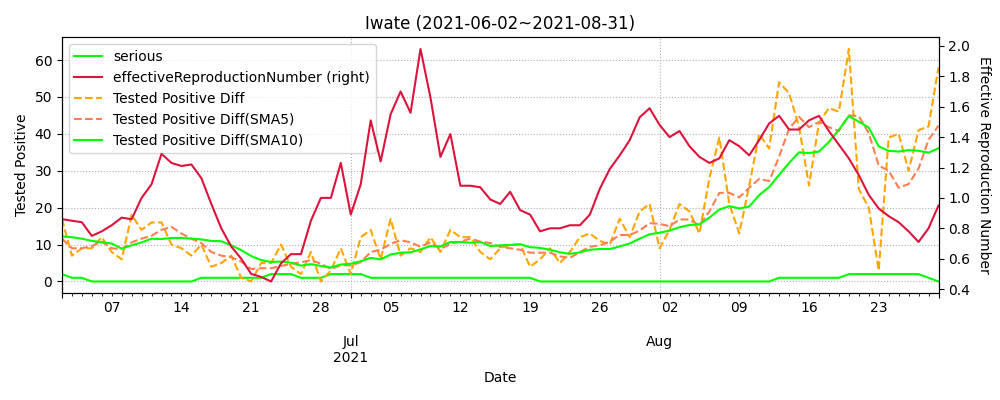 Iwate (2021-06-02~2021-08-31)
serious
effectiveReproductionNumber (right)
Tested Positive Diff
Tested Positive Diff(SMA5)
Tested Positive Diff(SMA10)
Tested Positive
60
50
40
30
20
10
0
2.0
1.8
1.6
1.4
1.2
1.0
0.8
0.6
0.4
Effective Reproduction Number
07 14 21 28 05 12 19 26 02 09 16 23
Jul Aug
2021
Date